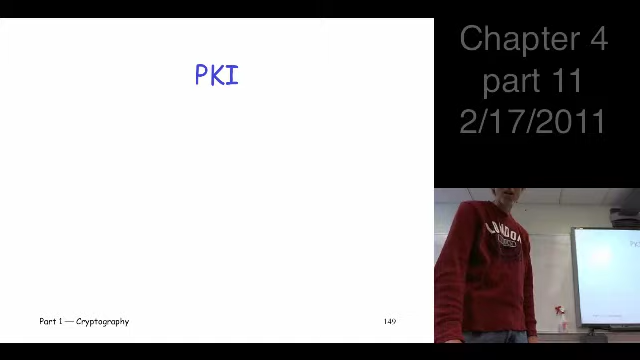 PKI
Part 1 — Cryptography
149
Chapter 4
part 11
2/17/2011
LONDON